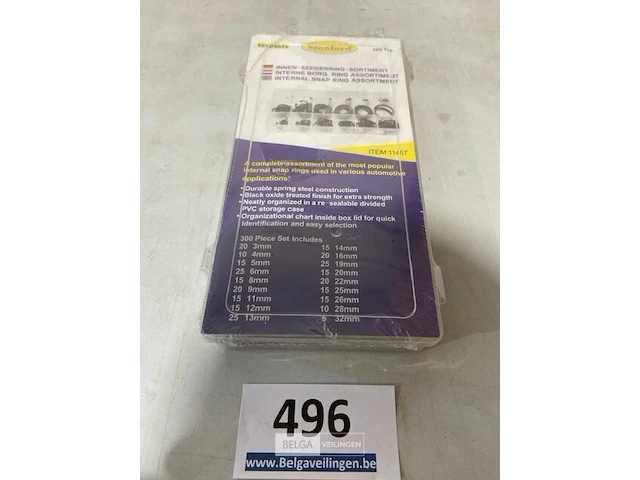 Stanford
INNEN-SEEGERRING-SORTIMENT
INTERNE BORG RING ASSORTIMENT
INTERNAL SNAP RING ASSORTMENT
ITEM 11457
A complete assortment of the most popular
internal snap rings used in various automotive
applications!
• Durable spring steel construction
• Black oxide treated finish for extra strength
• Neatly organized in a re-sealable divided
PVC storage case
• Organizational chart inside box lid for quick
identification and easy selection
300 Piece Set Includes
20 3mm
10 4mm
15 5mm
25 6mm
15 8mm
20 9mm
15 11mm
15 12mm
25 13mm
15 14mm
20 16mm
25 19mm
15 20mm
20 22mm
15 25mm
15 26mm
10 28mm
5 32mm
496
BELGA VEILINGEN
www.Belgaveilingen.be